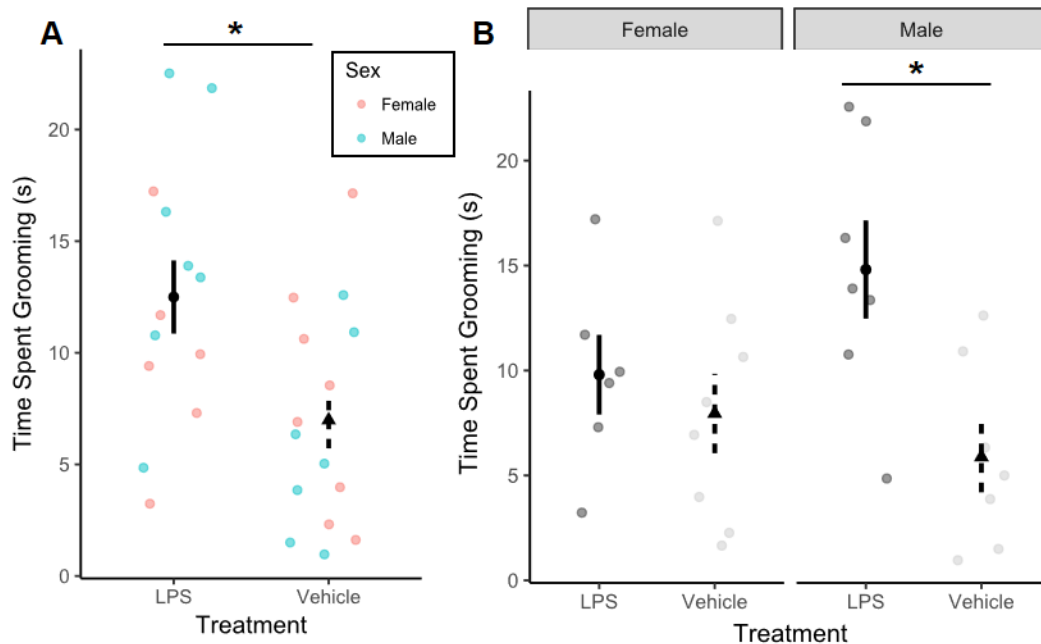 A
*
Sex
Female
Male
Time Spent Grooming (s)
20
15
10
5
0
LPS Vehicle
Treatment
B
Female Male
*
Time Spent Grooming (s)
20
15
10
5
0
LPS Vehicle LPS Vehicle
Treatment